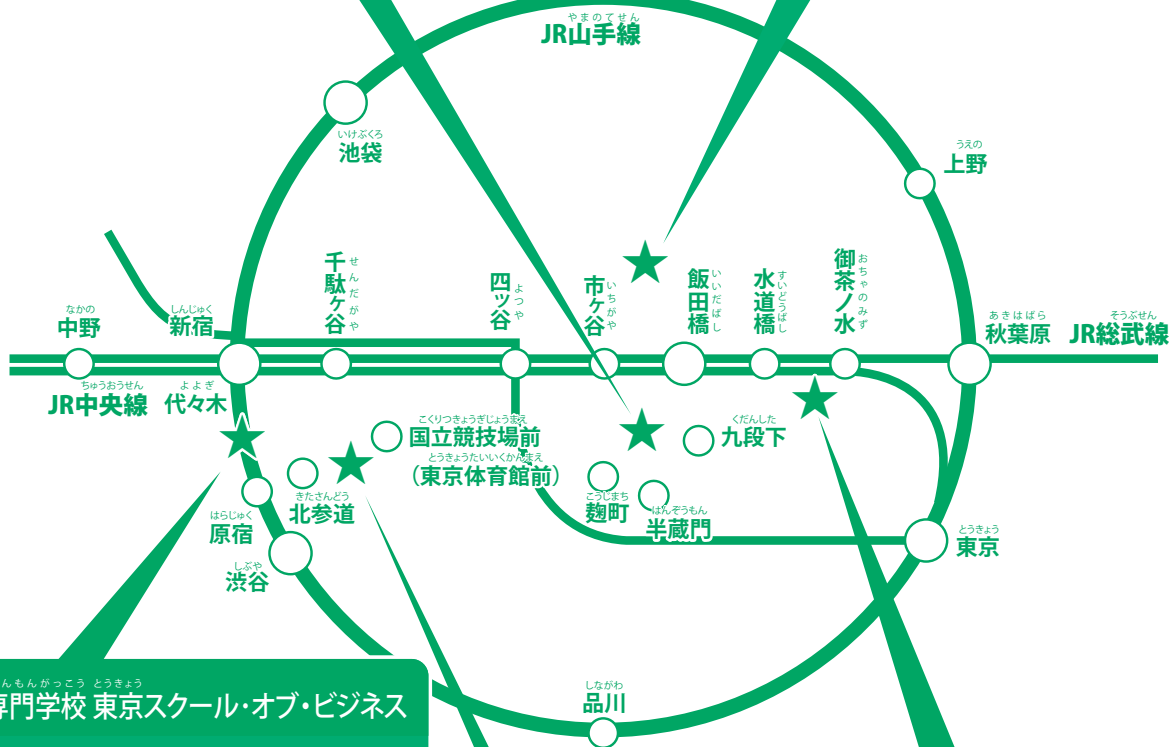 やまのてせん
JR山手線
いけぶくろ
池袋
うえの
上野
せんだがや
千駄ヶ谷
よつや
四ッ谷
いちがや
市ヶ谷
いいだばし
飯田橋
すいどうばし
水道橋
おちゃのみず
御茶ノ水
なかの
中野
しんじゅく
新宿
あきはばら
秋葉原
そうぶせん
JR総武線
ちゅうおうせん
JR中央線
よよぎ
代々木
こくりつきょうぎじょうまえ
国立競技場前
とうきょうたいいくかんまえ
(東京体育館前)
くだんした
九段下
きたさんどう
北参道
こうじまち
麹町
はんぞうもん
半蔵門
はらじゅく
原宿
とうきょう
東京
しぶや
渋谷
しながわ
品川
んもんがっこう とうきょう
専門学校 東京スクール・オブ・ビジネス